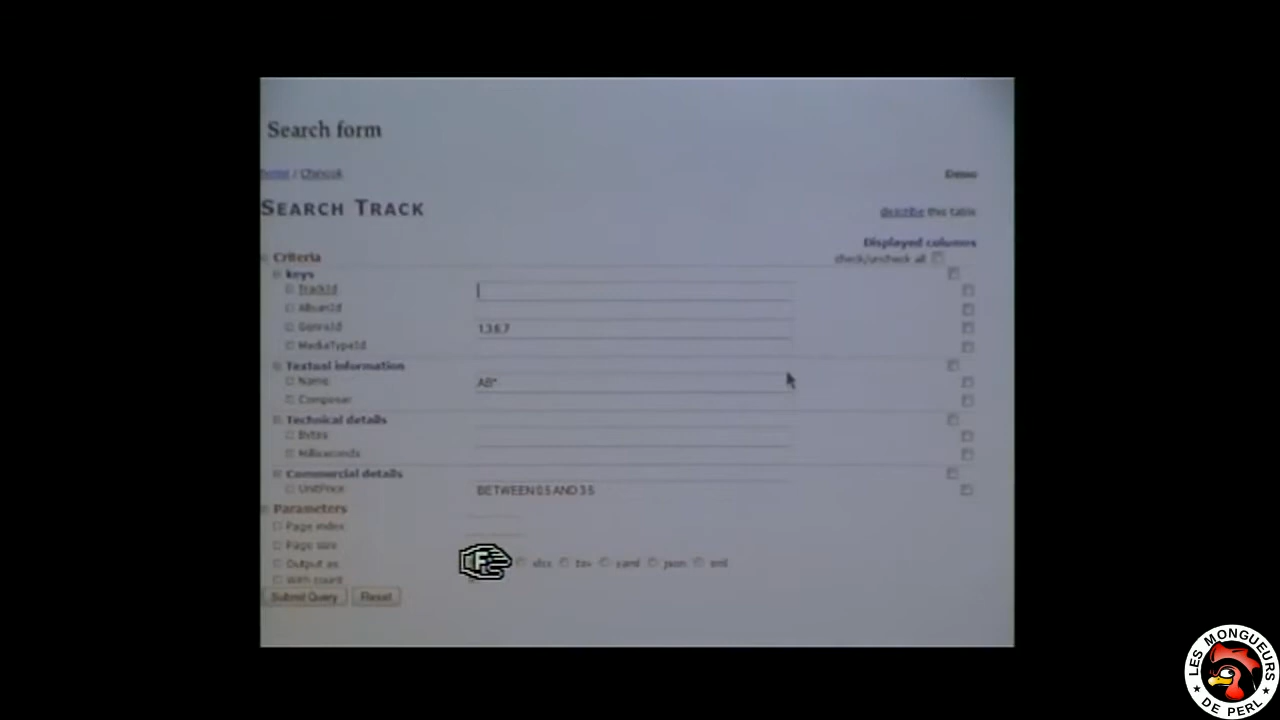 Search form
home / Chinook
Demo
SEARCH TRACK
describe this table
Displayed columns
Criteria
check/uncheck all
keys
TrackId
AlbumId
GenreId 1,3,6,7
MediaTypeId
Textual information
Name AB*
Composer
Technical details
Bytes
Milliseconds
Commercial details
UnitPrice BETWEEN 0.5 AND 3.5
Parameters
Page index
Page size
Output as xlsx tsv yaml json xml
With count
Submit Query Reset
LES MONGUEURS
DE PERL